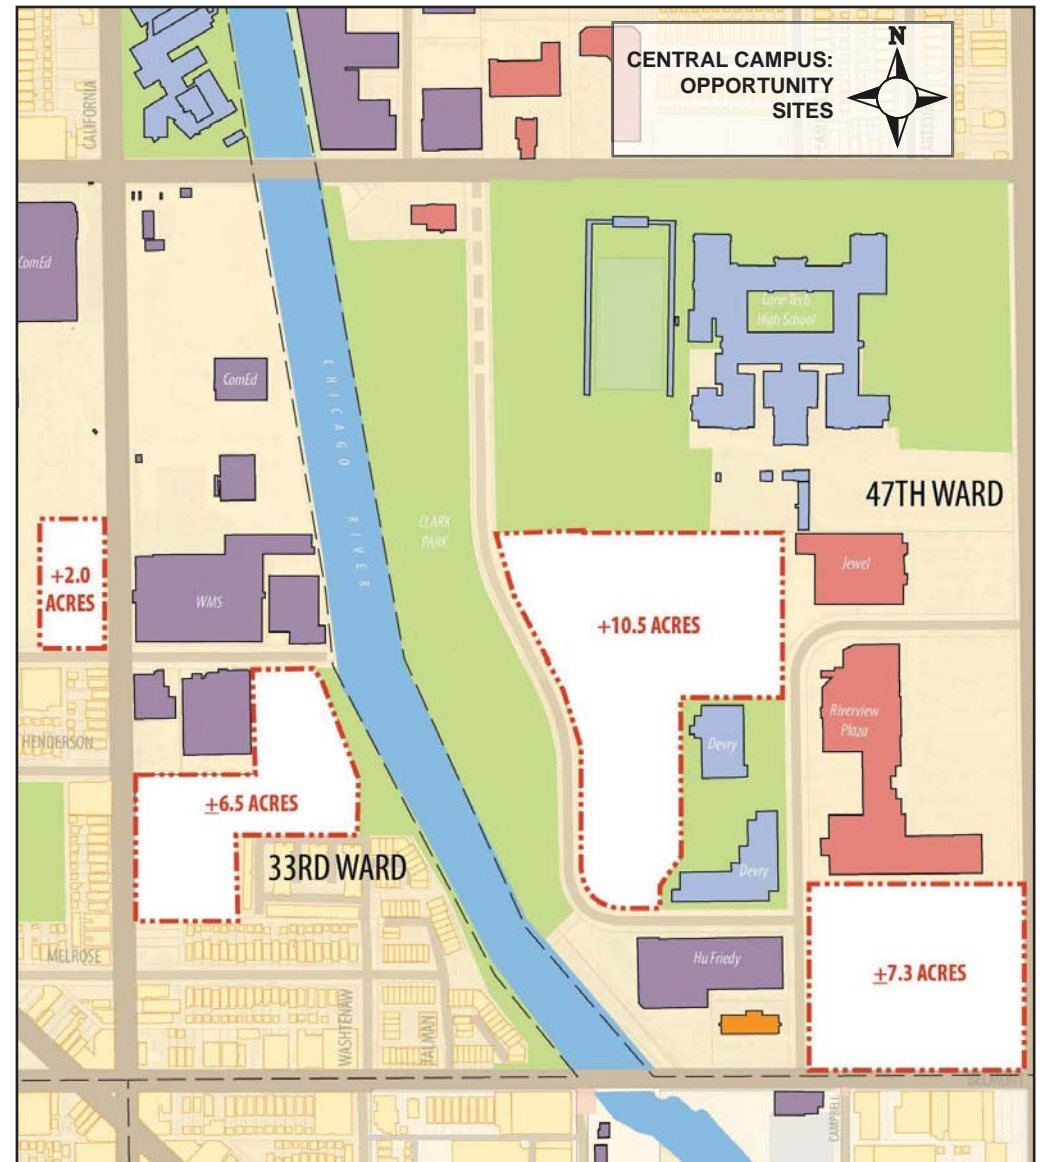 CENTRAL CAMPUS:
OPPORTUNITY
SITES
N
CALIFORNIA
ComEd
Lane Tech
High School
ComEd
CHICAGO
RIVER
CLARK
PARK
47TH WARD
+2.0
ACRES
WMS
Jewel
+10.5 ACRES
HENDERSON
Riverview
Plaza
Devry
±6.5 ACRES
33RD WARD
Devry
MELROSE
Hu Friedy
±7.3 ACRES
WASHTENAW
TALMAN
BELMONT
CAMPBELL